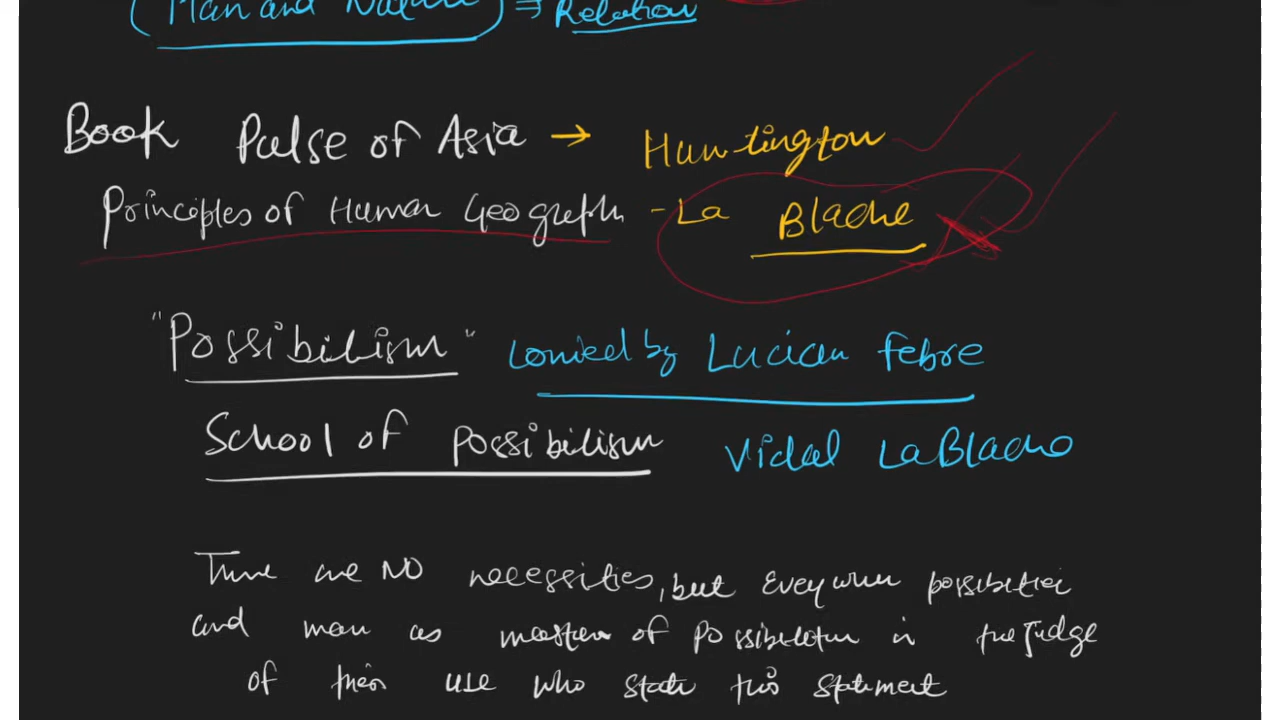 Man and Nature ⇒ Relation
Book Pulse of Asia → Huntington
Principles of Human Geograph - La Blache
"Possibilism" conied by Lucian Febre
School of possibilism Vidal LaBlache
There are NO necessities, but Everywhere possibilities
and man as master of possibilities is the judge
of their use who state this statement